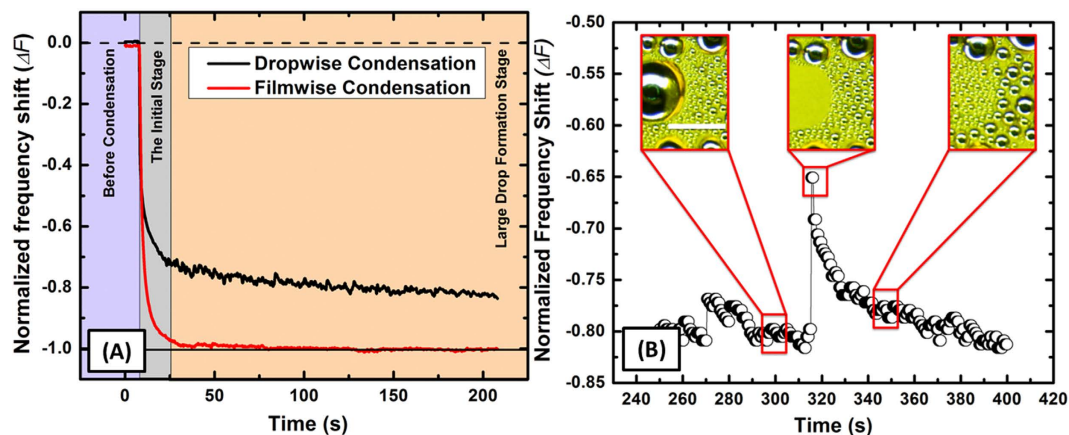 Normalized frequency shift (ΔF)
0.0
-0.2
-0.4
-0.6
-0.8
-1.0
Before Condensation
The Initial Stage
Dropwise Condensation
Filmwise Condensation
Large Drop Formation Stage
(A)
0 50 100 150 200
Time (s)
Normalized Frequency Shift (ΔF)
-0.50
-0.55
-0.60
-0.65
-0.70
-0.75
-0.80
-0.85
(B)
240 260 280 300 320 340 360 380 400 420
Time (s)